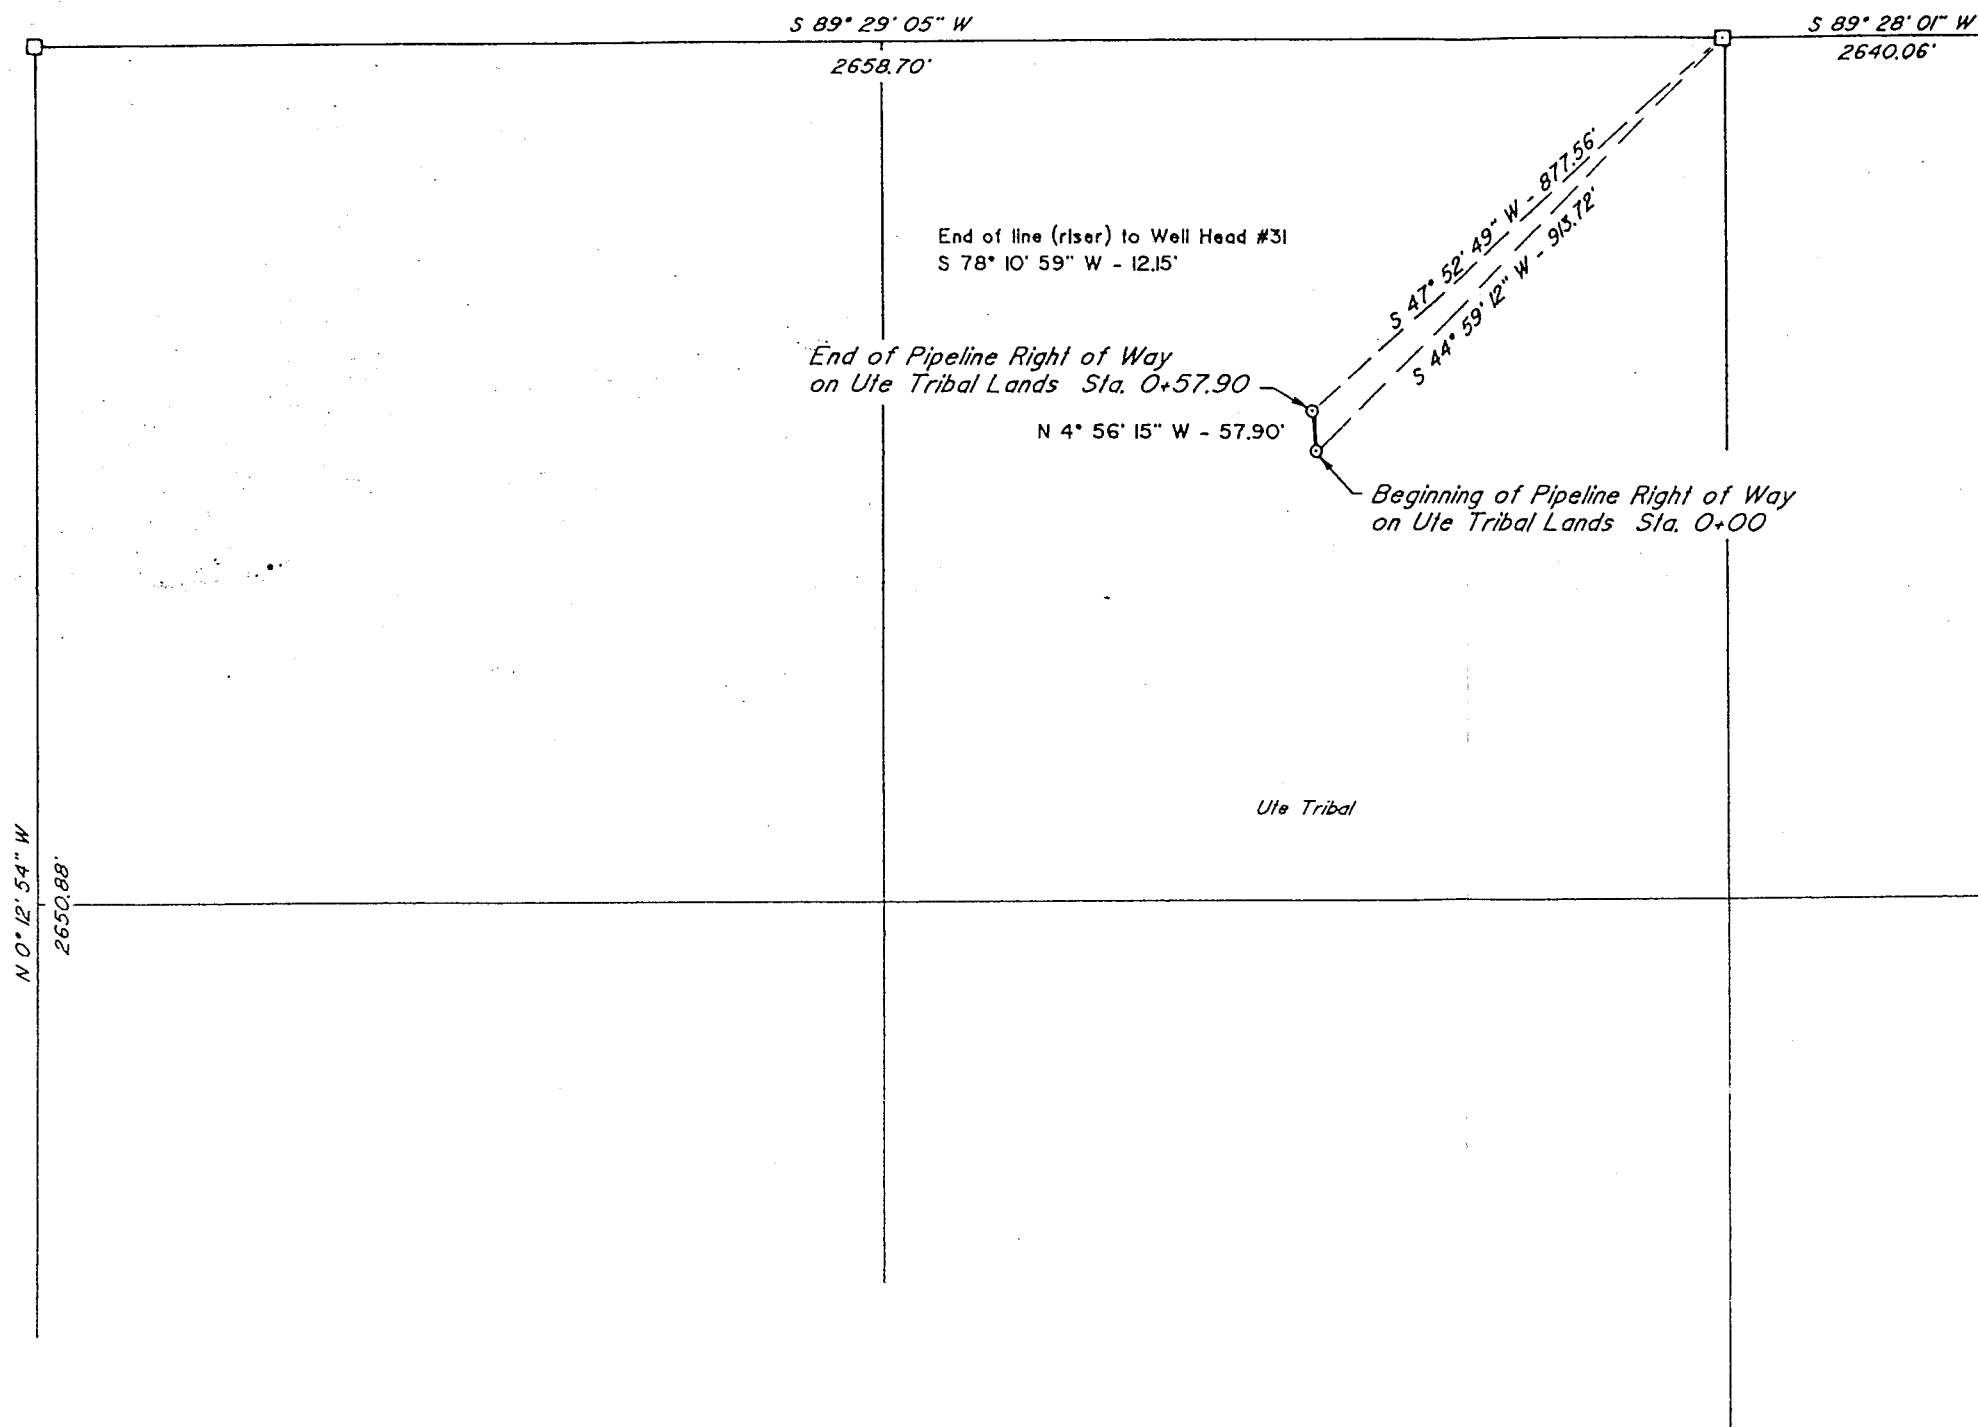 S 89° 29' 05" W
2658.70'
S 89° 28' 01" W
2640.06'
S 47° 52' 49" W - 877.56'
S 44° 59' 12" W - 913.72'
End of line (riser) to Well Head #31
S 78° 10' 59" W - 12.15'
End of Pipeline Right of Way
on Ute Tribal Lands Sta. 0+57.90
N 4° 56' 15" W - 57.90'
Beginning of Pipeline Right of Way
on Ute Tribal Lands Sta. 0+00
Ute Tribal
N 0° 12' 54" W
2650.88'